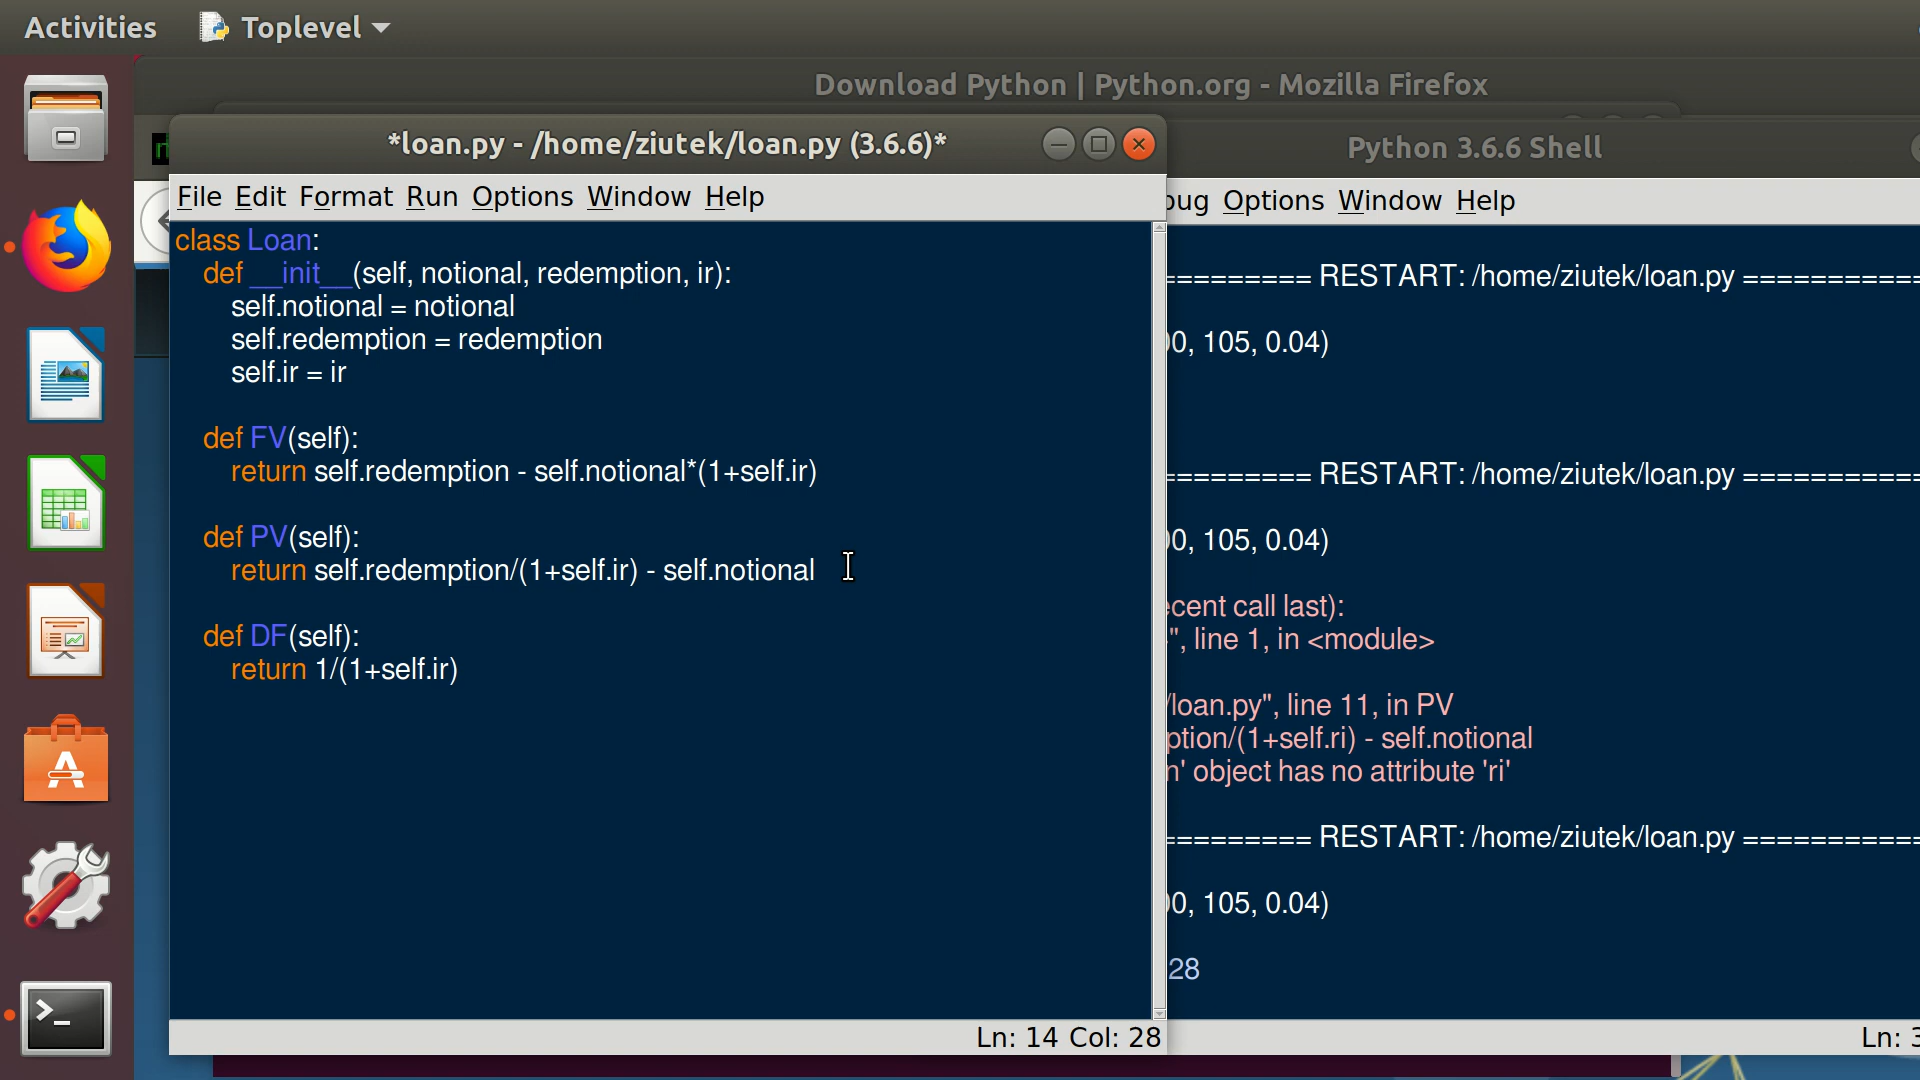 Activities
Toplevel
Download Python | Python.org - Mozilla Firefox
*loan.py - /home/ziutek/loan.py (3.6.6)*
File Edit Format Run Options Window Help
class Loan:
    def __init__(self, notional, redemption, ir):
        self.notional = notional
        self.redemption = redemption
        self.ir = ir
    def FV(self):
        return self.redemption - self.notional*(1+self.ir)
    def PV(self):
        return self.redemption/(1+self.ir) - self.notional
    def DF(self):
        return 1/(1+self.ir)
Ln: 14 Col: 28
Python 3.6.6 Shell
Options Window Help
========= RESTART: /home/ziutek/loan.py ===========
0, 105, 0.04)
========= RESTART: /home/ziutek/loan.py ===========
0, 105, 0.04)
ecent call last):
", line 1, in <module>
/loan.py", line 11, in PV
ption/(1+self.ri) - self.notional
n' object has no attribute 'ri'
========= RESTART: /home/ziutek/loan.py ===========
0, 105, 0.04)
28
Ln: 3